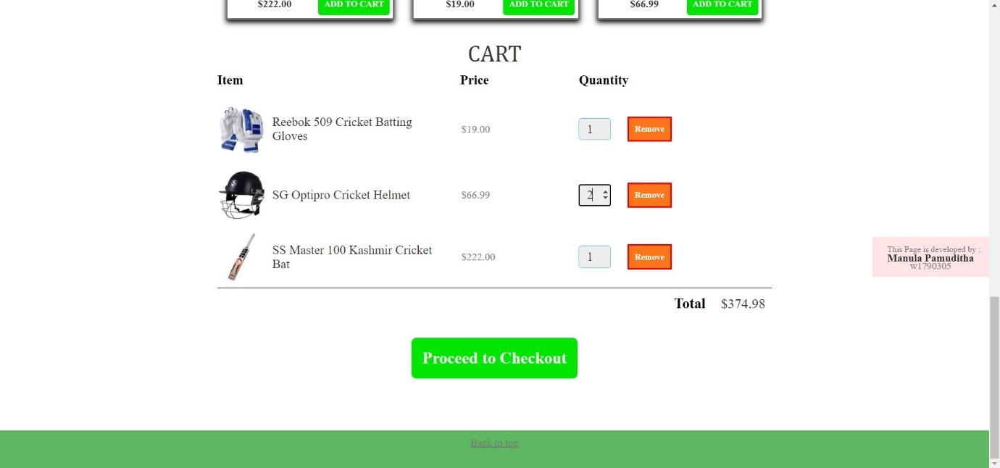 $222.00 ADD TO CART $19.00 ADD TO CART $66.99 ADD TO CART
CART
Item Price Quantity
Reebok 509 Cricket Batting
Gloves
$19.00 1 Remove
SG Optipro Cricket Helmet $66.99 2 Remove
SS Master 100 Kashmir Cricket
Bat
$222.00 1 Remove
This Page is developed by :
Manula Pamuditha
w1790305
Total $374.98
Proceed to Checkout
Back to top